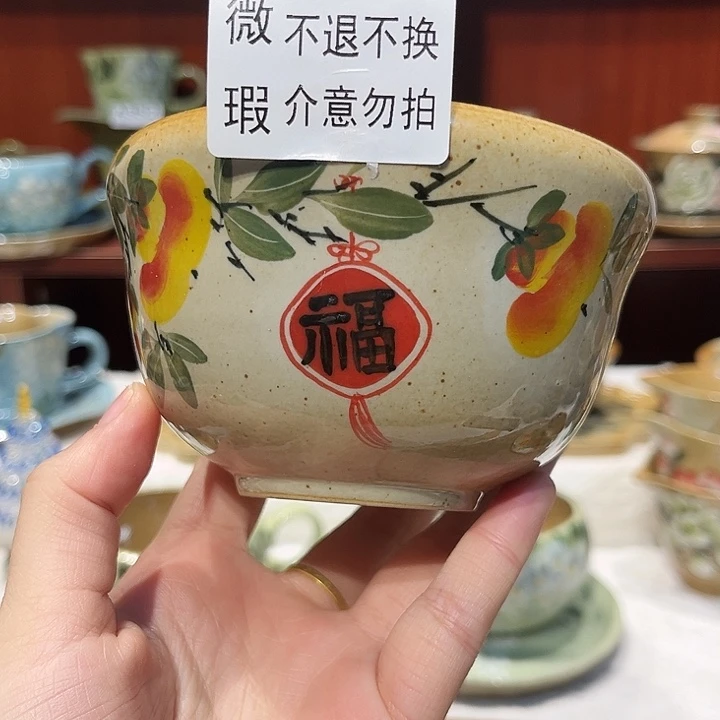 微 不退不换
瑕 介意勿拍
福